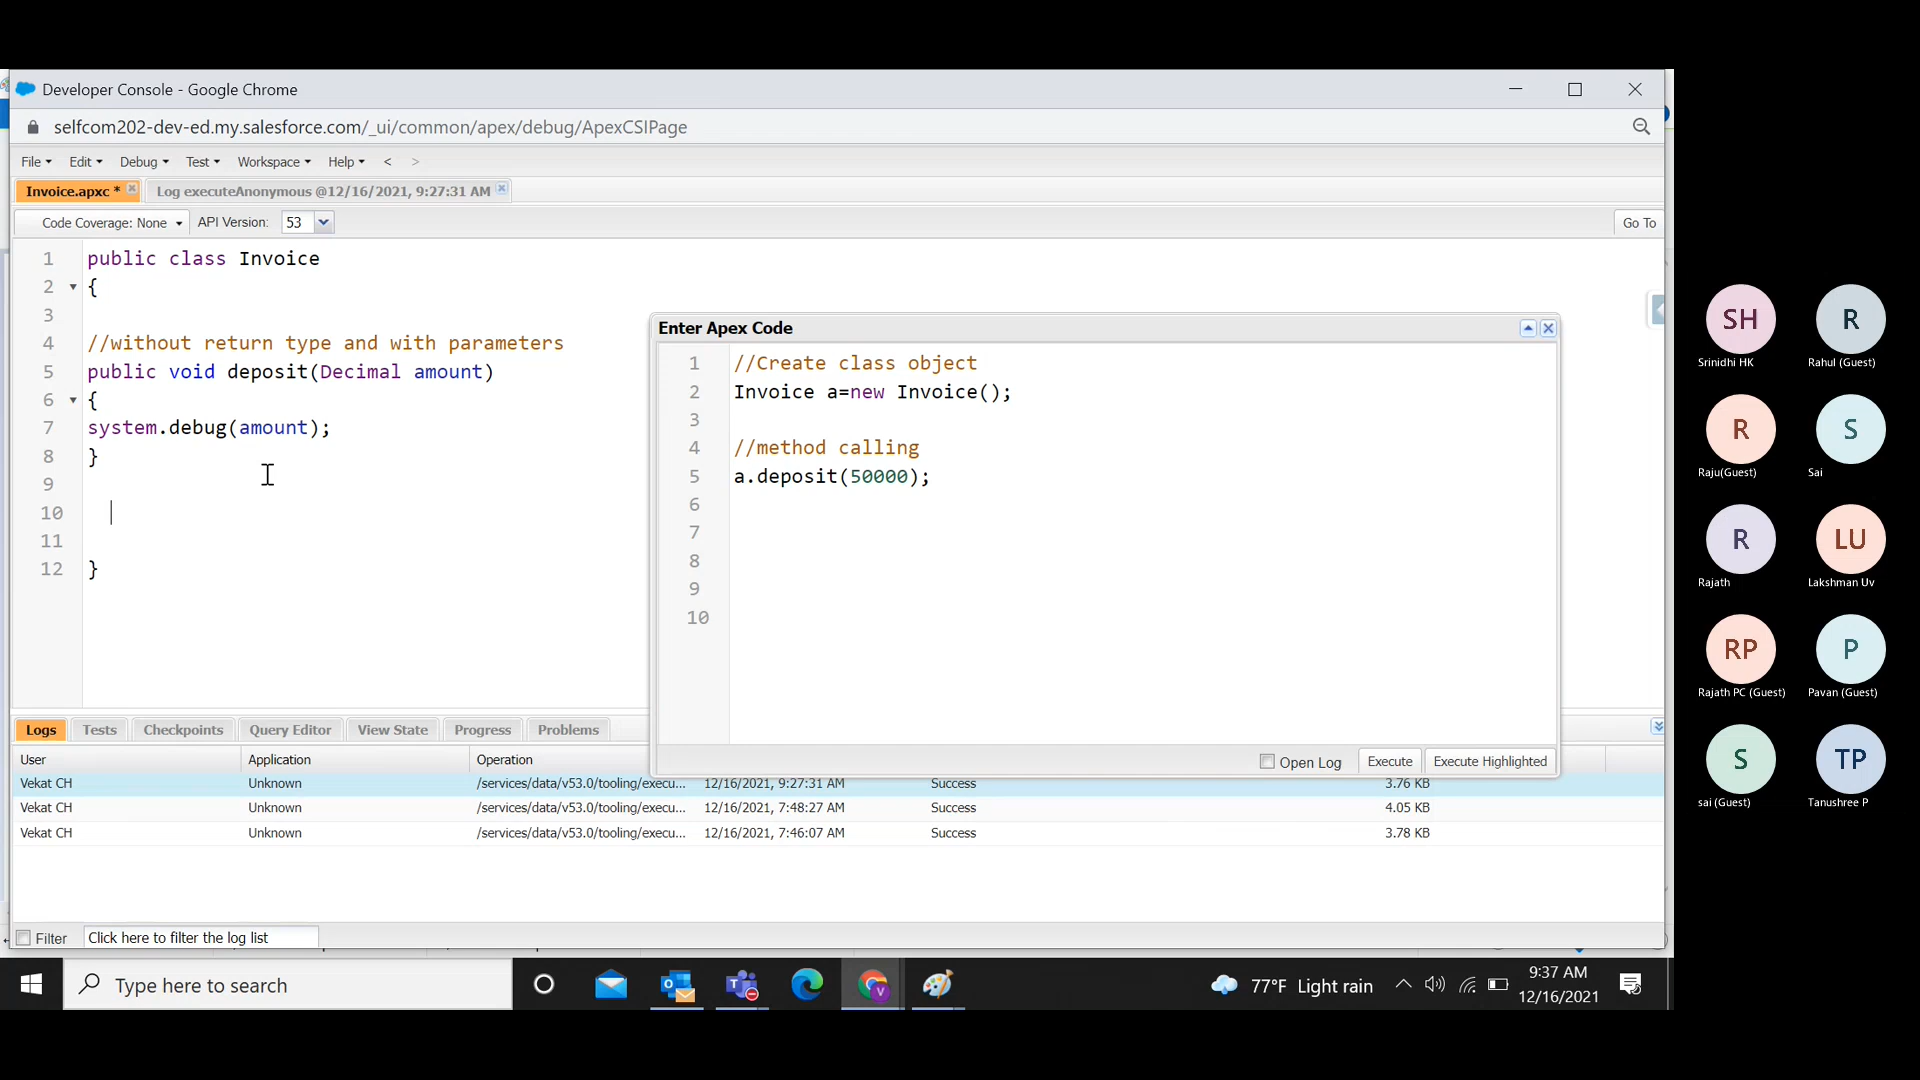 Developer Console - Google Chrome
selfcom202-dev-ed.my.salesforce.com/_ui/common/apex/debug/ApexCSIPage
File Edit Debug Test Workspace Help < >
Invoice.apxc * Log executeAnonymous @12/16/2021, 9:27:31 AM
Code Coverage: None API Version: 53 Go To
1 public class Invoice
2 {
3
4 //without return type and with parameters
5 public void deposit(Decimal amount)
6 {
7 system.debug(amount);
8 }
9
10
11
12 }
Enter Apex Code
1 //Create class object
2 Invoice a=new Invoice();
3
4 //method calling
5 a.deposit(50000);
6
7
8
9
10
Open Log Execute Execute Highlighted
Logs Tests Checkpoints Query Editor View State Progress Problems
User Application Operation
Vekat CH Unknown /services/data/v53.0/tooling/execu... 12/16/2021, 9:27:31 AM Success 3.76 KB
Vekat CH Unknown /services/data/v53.0/tooling/execu... 12/16/2021, 7:48:27 AM Success 4.05 KB
Vekat CH Unknown /services/data/v53.0/tooling/execu... 12/16/2021, 7:46:07 AM Success 3.78 KB
Filter Click here to filter the log list
Type here to search
77°F Light rain
9:37 AM
12/16/2021
SH R
Srinidhi HK Rahul (Guest)
R S
Raju(Guest) Sai
R LU
Rajath Lakshman Uv
RP P
Rajath PC (Guest) Pavan (Guest)
S TP
sai (Guest) Tanushree P